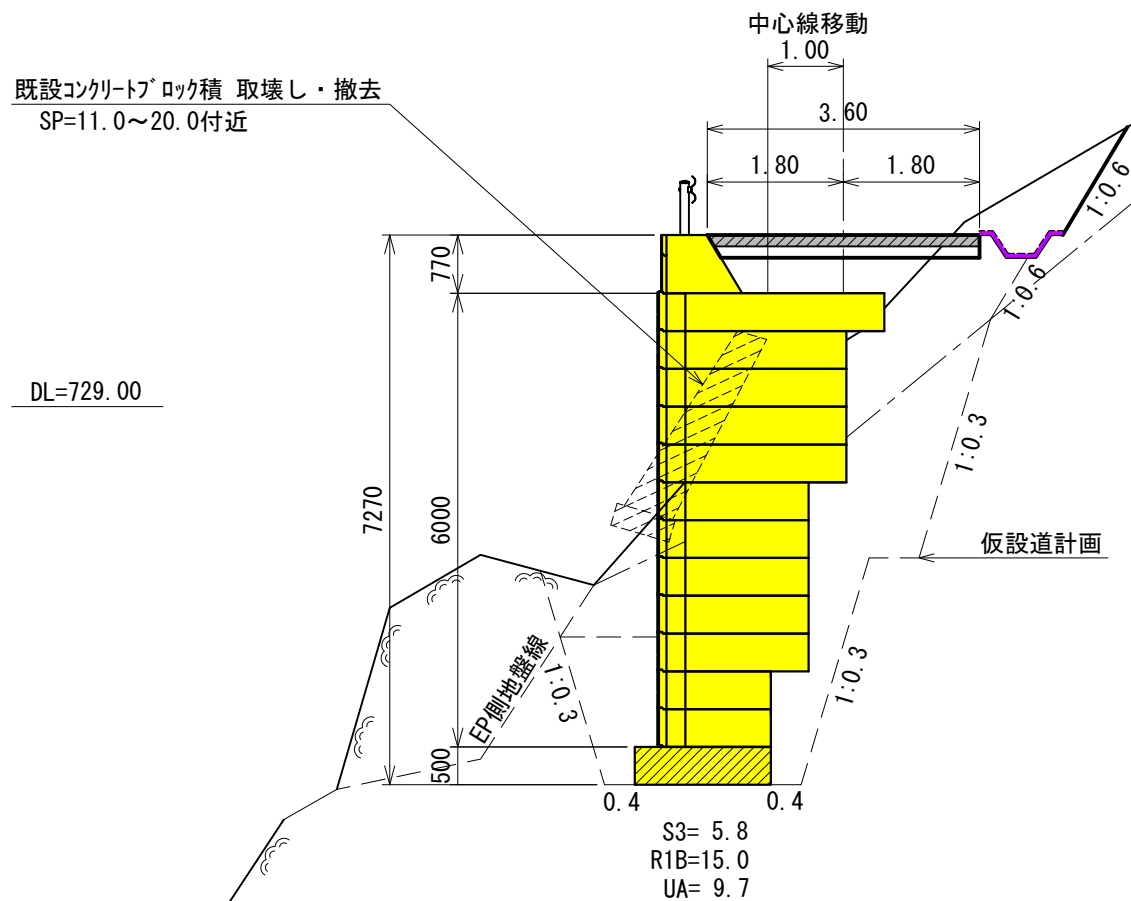 中心線移動
1.00
既設コンクリートブロック積 取壊し・撤去
SP=11.0～20.0付近
3.60
1.80
1.80
1:0.6
770
1:0.6
DL=729.00
1:0.3
7270
6000
仮設道計画
EP側地盤線
1:0.3
1:0.3
500
0.4
0.4
S3= 5.8
R1B=15.0
UA= 9.7